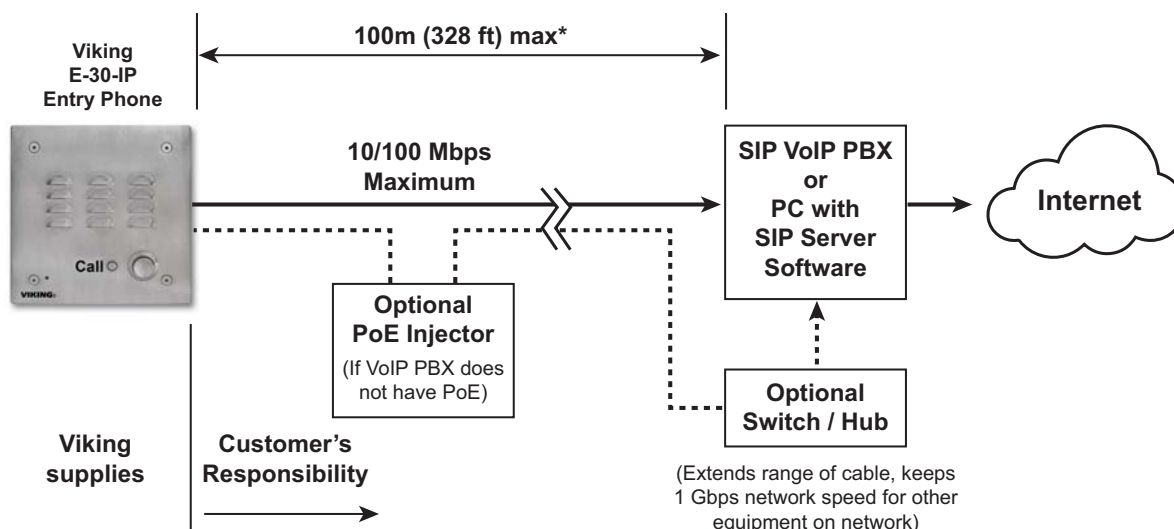 Viking
E-30-IP
Entry Phone
100m (328 ft) max*
10/100 Mbps
Maximum
SIP VoIP PBX
or
PC with
SIP Server
Software
Internet
Call
VIKING
Optional
PoE Injector
(If VoIP PBX does
not have PoE)
Optional
Switch / Hub
(Extends range of cable, keeps
1 Gbps network speed for other
equipment on network)
Viking
supplies
Customer's
Responsibility